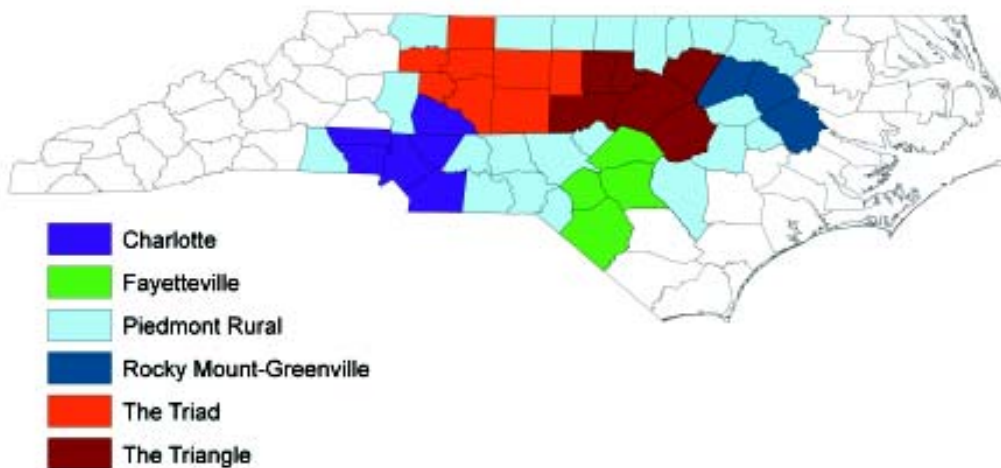 Charlotte
Fayetteville
Piedmont Rural
Rocky Mount-Greenville
The Triad
The Triangle